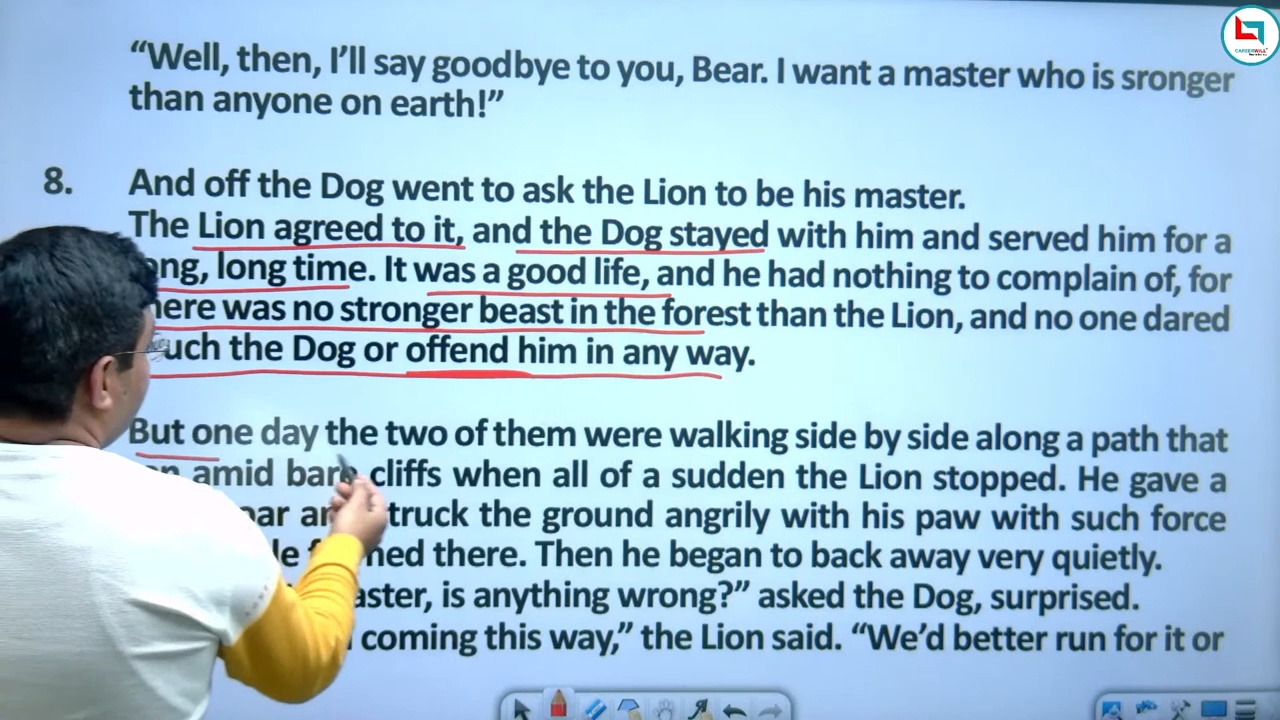 “Well, then, I’ll say goodbye to you, Bear. I want a master who is sronger
than anyone on earth!”
8. And off the Dog went to ask the Lion to be his master.
The Lion agreed to it, and the Dog stayed with him and served him for a
long time. It was a good life, and he had nothing to complain of, for
was no stronger beast in the forest than the Lion, and no one dared
the Dog or offend him in any way.
But one day the two of them were walking side by side along a path that
amid cliffs when all of a sudden the Lion stopped. He gave a
the ground angrily with his paw with such force
there. Then he began to back away very quietly.
is anything wrong?” asked the Dog, surprised.
coming this way,” the Lion said. “We’d better run for it or
CAREERWILL